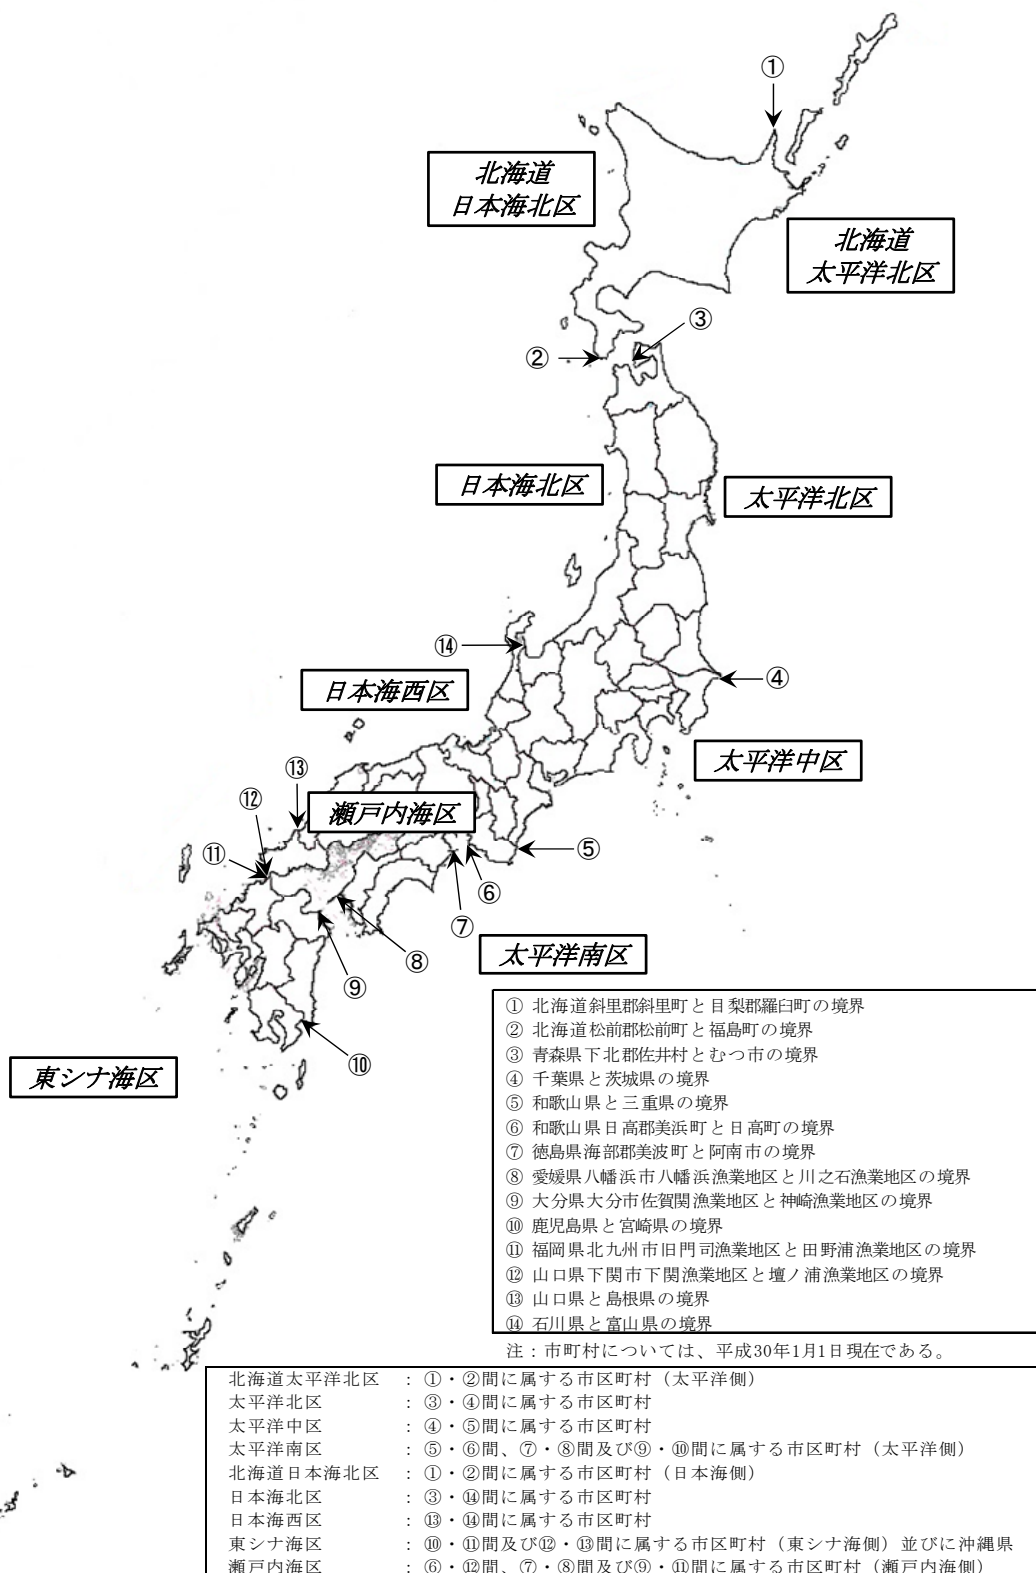 ①
北海道
日本海北区
北海道
太平洋北区
③
②
日本海北区
太平洋北区
⑭
④
日本海西区
太平洋中区
⑬
⑫
瀬戸内海区
⑪
⑤
⑥
⑦
⑧
太平洋南区
⑨
⑩
東シナ海区
① 北海道斜里郡斜里町と目梨郡羅臼町の境界
② 北海道松前郡松前町と福島町の境界
③ 青森県下北郡佐井村とむつ市の境界
④ 千葉県と茨城県の境界
⑤ 和歌山県と三重県の境界
⑥ 和歌山県日高郡美浜町と日高町の境界
⑦ 徳島県海部郡美波町と阿南市の境界
⑧ 愛媛県八幡浜市八幡浜漁業地区と川之石漁業地区の境界
⑨ 大分県大分市佐賀関漁業地区と神崎漁業地区の境界
⑩ 鹿児島県と宮崎県の境界
⑪ 福岡県北九州市旧門司漁業地区と田野浦漁業地区の境界
⑫ 山口県下関市下関漁業地区と壇ノ浦漁業地区の境界
⑬ 山口県と島根県の境界
⑭ 石川県と富山県の境界
注：市町村については、平成30年1月1日現在である。
北海道太平洋北区 ：①・②間に属する市区町村（太平洋側）
太平洋北区 ：③・④間に属する市区町村
太平洋中区 ：④・⑤間に属する市区町村
太平洋南区 ：⑤・⑥間、⑦・⑧間及び⑨・⑩間に属する市区町村（太平洋側）
北海道日本海北区 ：①・②間に属する市区町村（日本海側）
日本海北区 ：③・⑭間に属する市区町村
日本海西区 ：⑬・⑭間に属する市区町村
東シナ海区 ：⑩・⑪間及び⑫・⑬間に属する市区町村（東シナ海側）並びに沖縄県
瀬戸内海区 ：⑥・⑫間、⑦・⑧間及び⑨・⑪間に属する市区町村（瀬戸内海側）